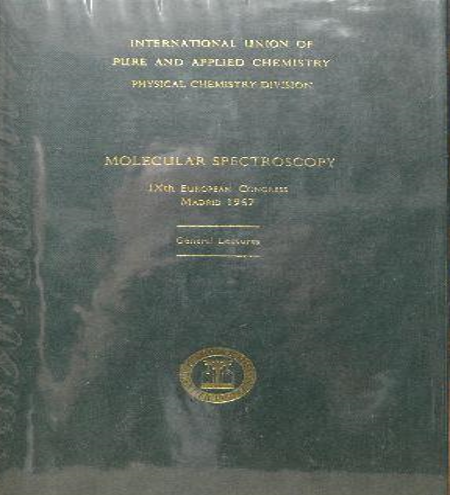 INTERNATIONAL UNION OF
PURE AND APPLIED CHEMISTRY
PHYSICAL CHEMISTRY DIVISION
MOLECULAR SPECTROSCOPY
IXth EUROPEAN CONGRESS
MADRID 1967
General Lectures